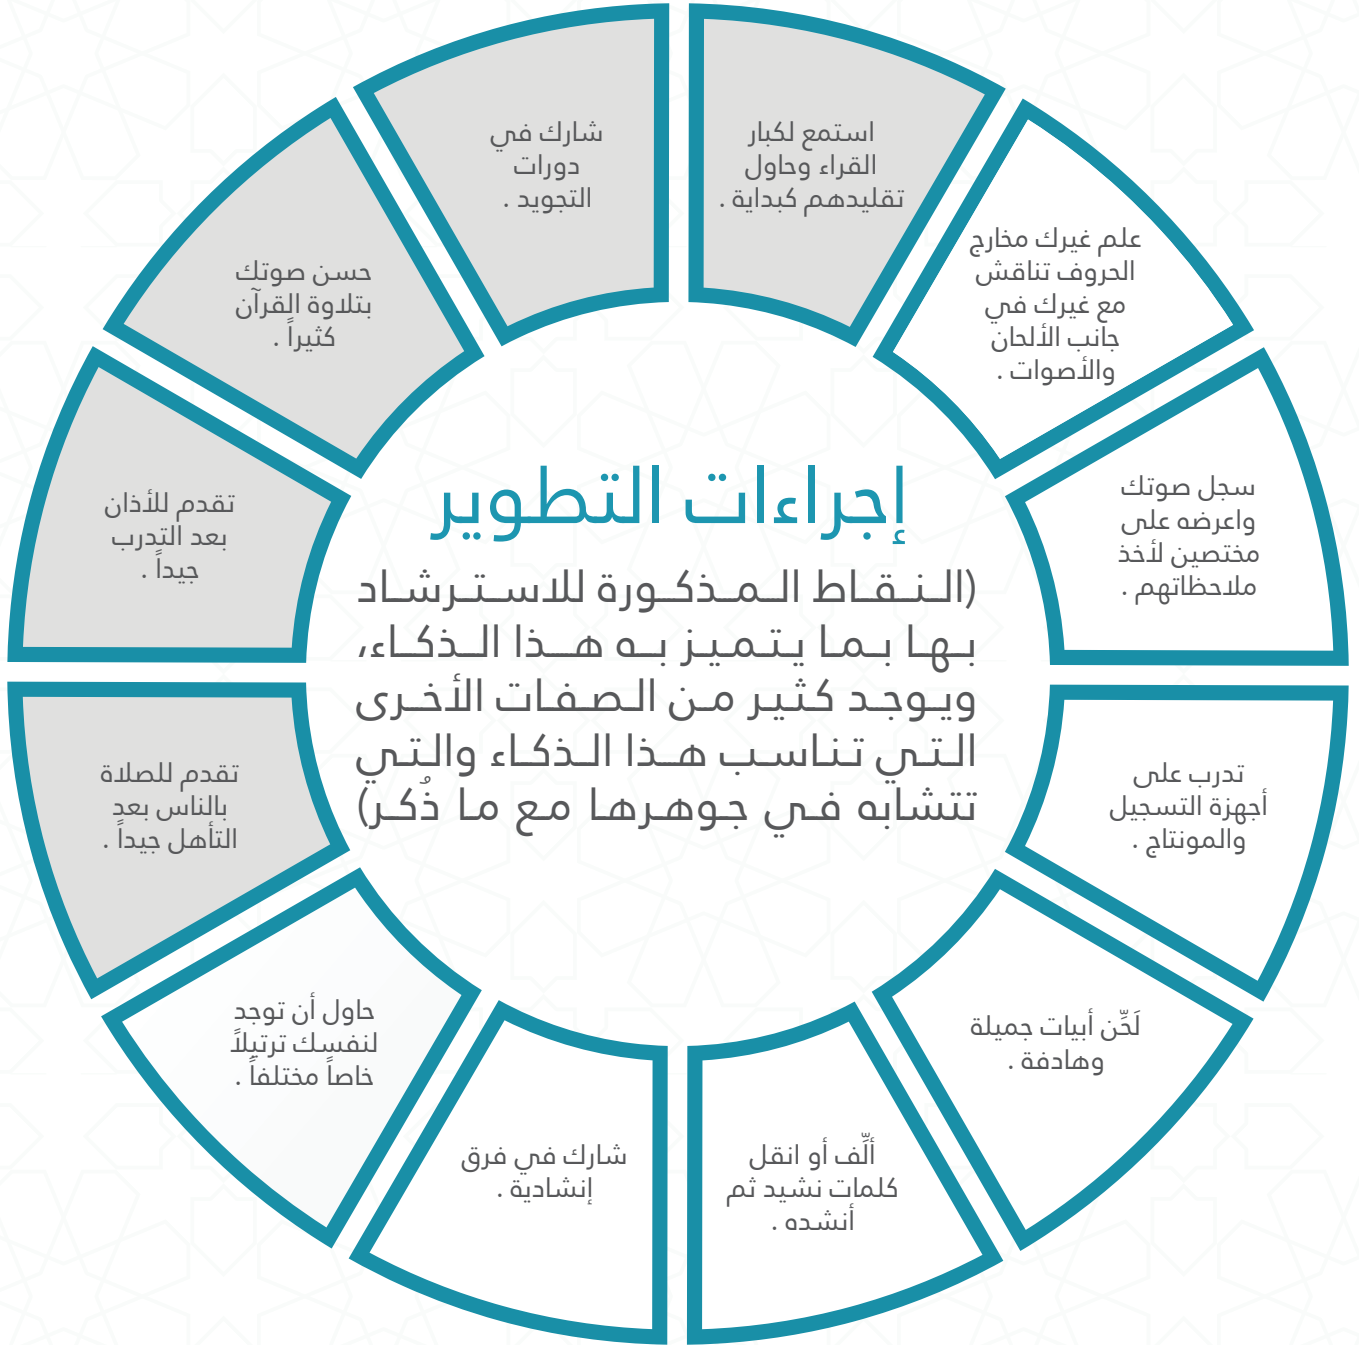 إجراءات التطوير
(النقاط المذكورة للاسترشاد
بها بما يتميز به هذا الذكاء،
ويوجد كثير من الصفات الأخرى
التي تناسب هذا الذكاء والتي
تتشابه في جوهرها مع ما ذُكر)
استمع لكبار
القراء وحاول
تقليدهم كبداية .
علم غيرك مخارج
الحروف تناقش
مع غيرك في
جانب الألحان
والأصوات .
سجل صوتك
واعرضه على
مختصين لأخذ
ملاحظاتهم .
تدرب على
أجهزة التسجيل
والمونتاج .
لَحِّن أبيات جميلة
وهادفة .
ألِّف أو انقل
كلمات نشيد ثم
أنشده .
شارك في فرق
إنشادية .
حاول أن توجد
لنفسك ترتيلاً
خاصاً مختلفاً .
تقدم للصلاة
بالناس بعد
التأهل جيداً .
تقدم للأذان
بعد التدرب
جيداً .
حسن صوتك
بتلاوة القرآن
كثيراً .
شارك في
دورات
التجويد .